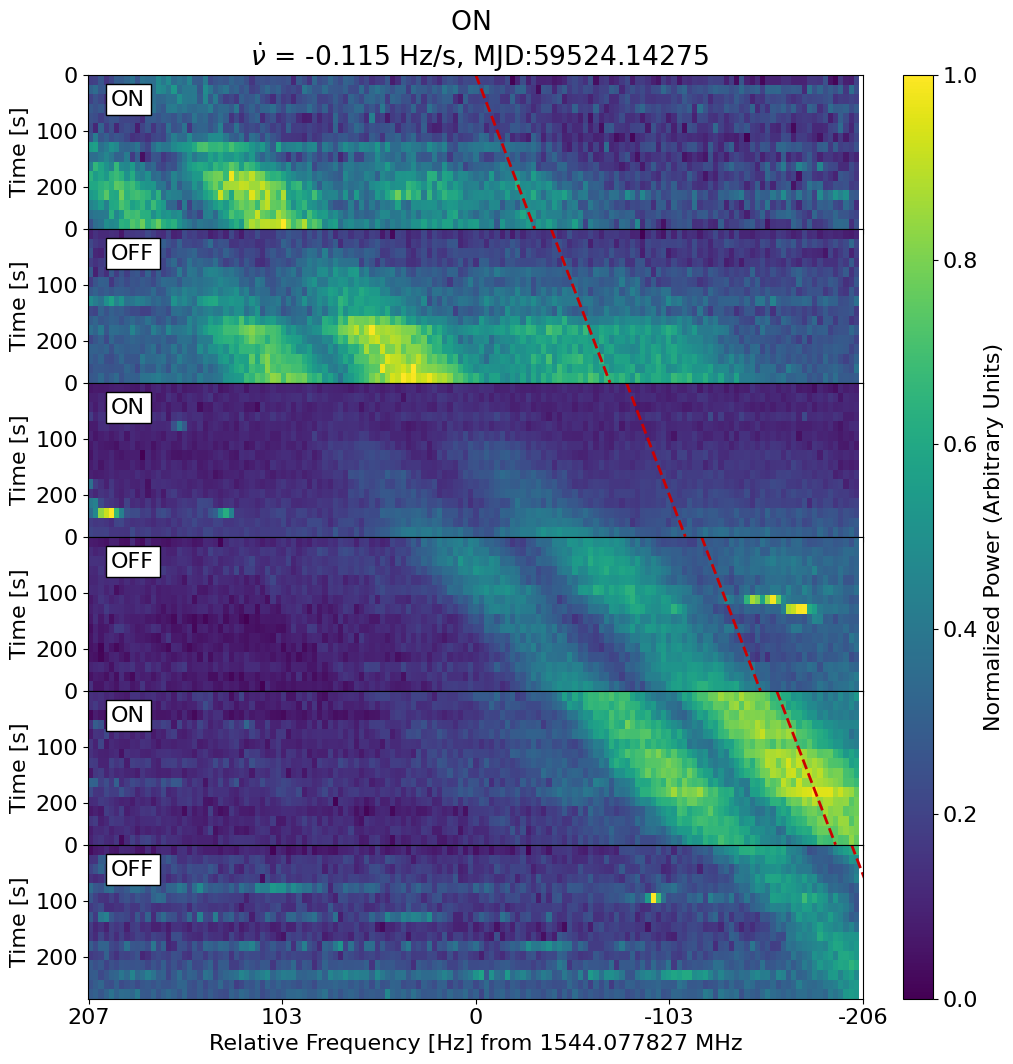 ON
ν̇ = -0.115 Hz/s, MJD:59524.14275
0
100
200
Time [s]
ON
0
100
200
Time [s]
OFF
0
100
200
Time [s]
ON
0
100
200
Time [s]
OFF
0
100
200
Time [s]
ON
0
100
200
Time [s]
OFF
207
103
0
-103
-206
Relative Frequency [Hz] from 1544.077827 MHz
1.0
0.8
0.6
0.4
0.2
0.0
Normalized Power (Arbitrary Units)